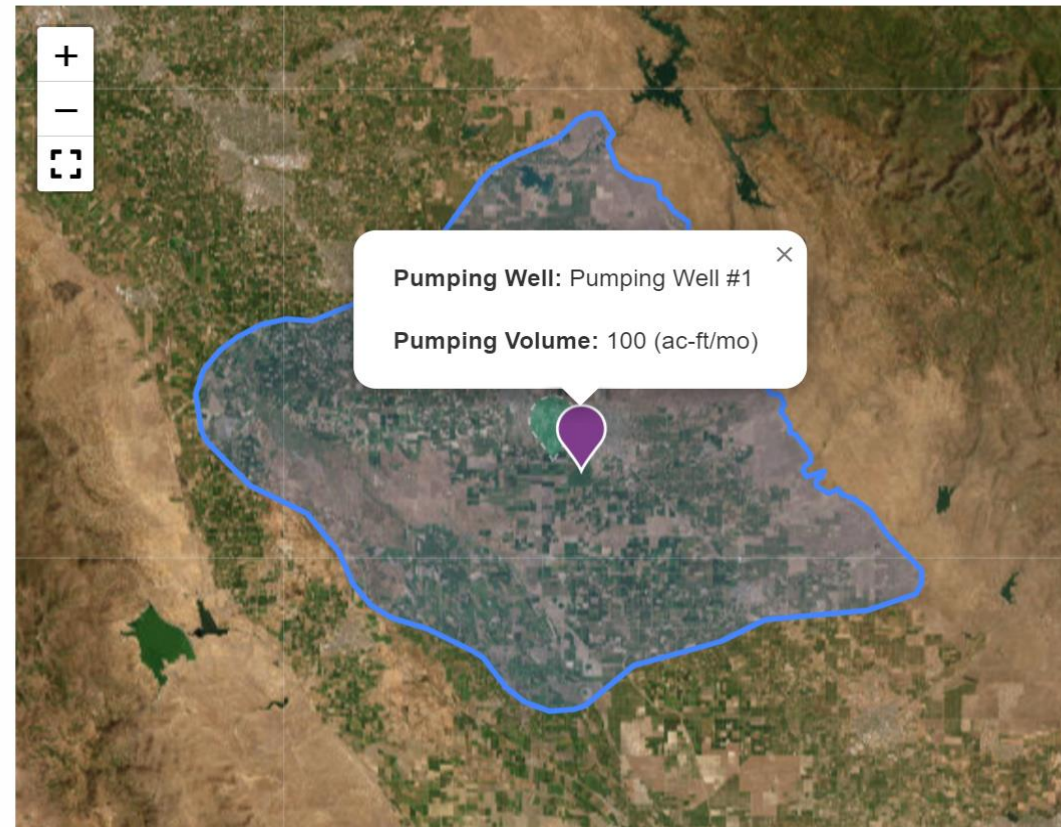 +
−
×
Pumping Well: Pumping Well #1
Pumping Volume: 100 (ac-ft/mo)